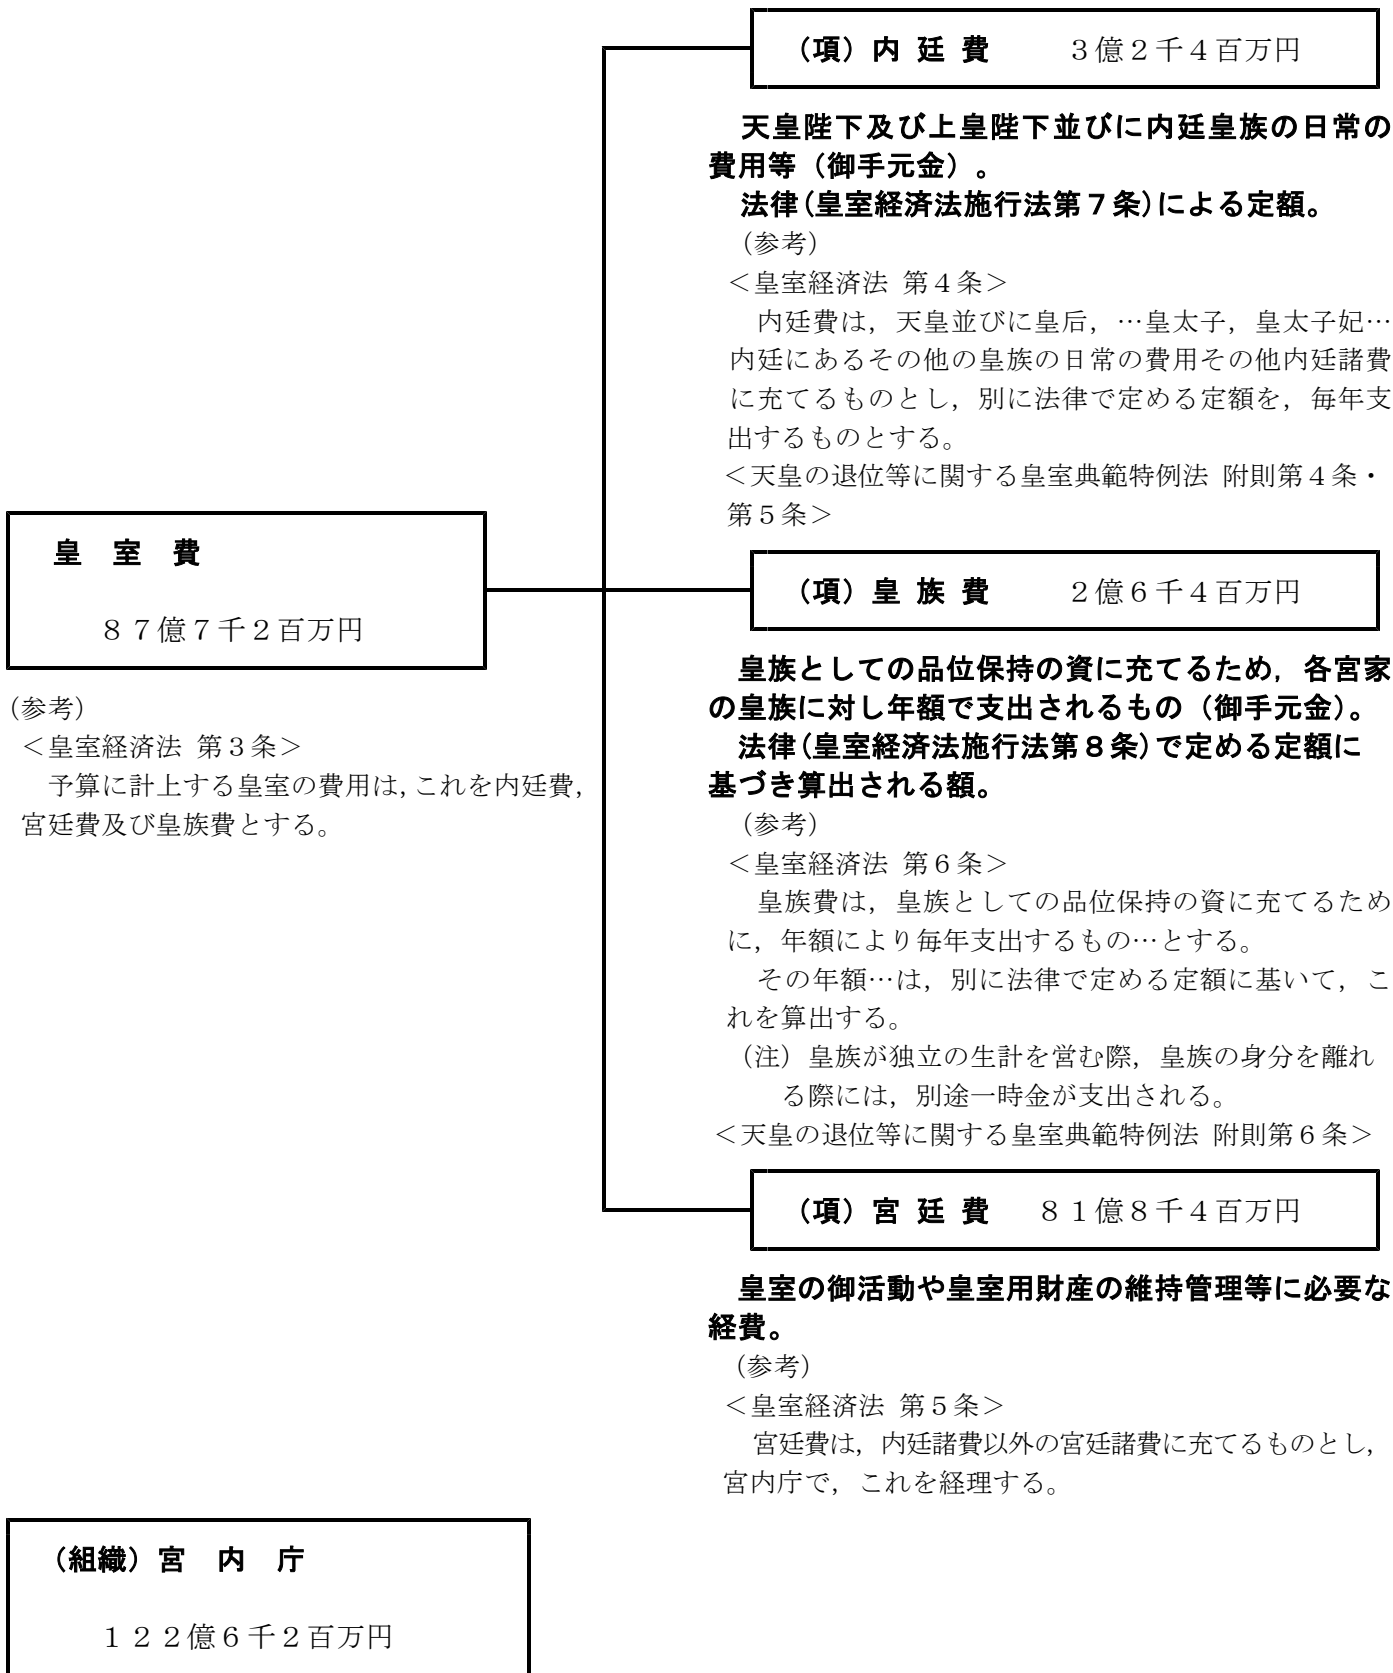 (項) 内 廷 費　　3億2千4百万円
天皇陛下及び上皇陛下並びに内廷皇族の日常の
費用等（御手元金）。
法律(皇室経済法施行法第７条)による定額。
（参考）
＜皇室経済法 第４条＞
内廷費は，天皇並びに皇后，…皇太子，皇太子妃…
内廷にあるその他の皇族の日常の費用その他内廷諸費
に充てるものとし，別に法律で定める定額を，毎年支
出するものとする。
＜天皇の退位等に関する皇室典範特例法 附則第４条・
第５条＞
皇　室　費
８７億７千２百万円
（参考）
＜皇室経済法 第３条＞
予算に計上する皇室の費用は，これを内廷費，
宮廷費及び皇族費とする。
（項）皇 族 費　　２億６千４百万円
皇族としての品位保持の資に充てるため，各宮家
の皇族に対し年額で支出されるもの（御手元金）。
法律(皇室経済法施行法第８条)で定める定額に
基づき算出される額。
（参考）
＜皇室経済法 第６条＞
皇族費は，皇族としての品位保持の資に充てるため
に，年額により毎年支出するもの…とする。
その年額…は，別に法律で定める定額に基いて，こ
れを算出する。
（注）皇族が独立の生計を営む際，皇族の身分を離れ
る際には，別途一時金が支出される。
＜天皇の退位等に関する皇室典範特例法 附則第６条＞
（項）宮 廷 費　　８１億８千４百万円
皇室の御活動や皇室用財産の維持管理等に必要な
経費。
（参考）
＜皇室経済法 第５条＞
宮廷費は，内廷諸費以外の宮廷諸費に充てるものとし，
宮内庁で，これを経理する。
（組織）宮　内　庁
１２２億６千２百万円